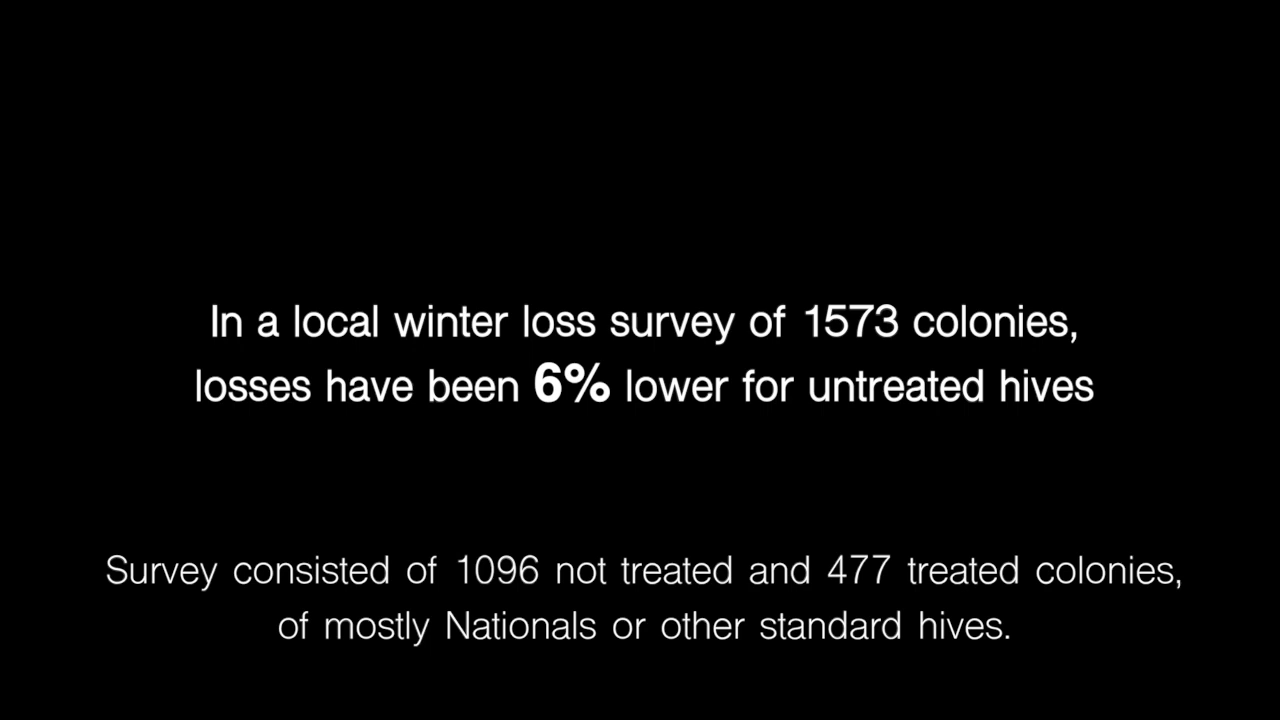 In a local winter loss survey of 1573 colonies,
losses have been 6% lower for untreated hives
Survey consisted of 1096 not treated and 477 treated colonies,
of mostly Nationals or other standard hives.